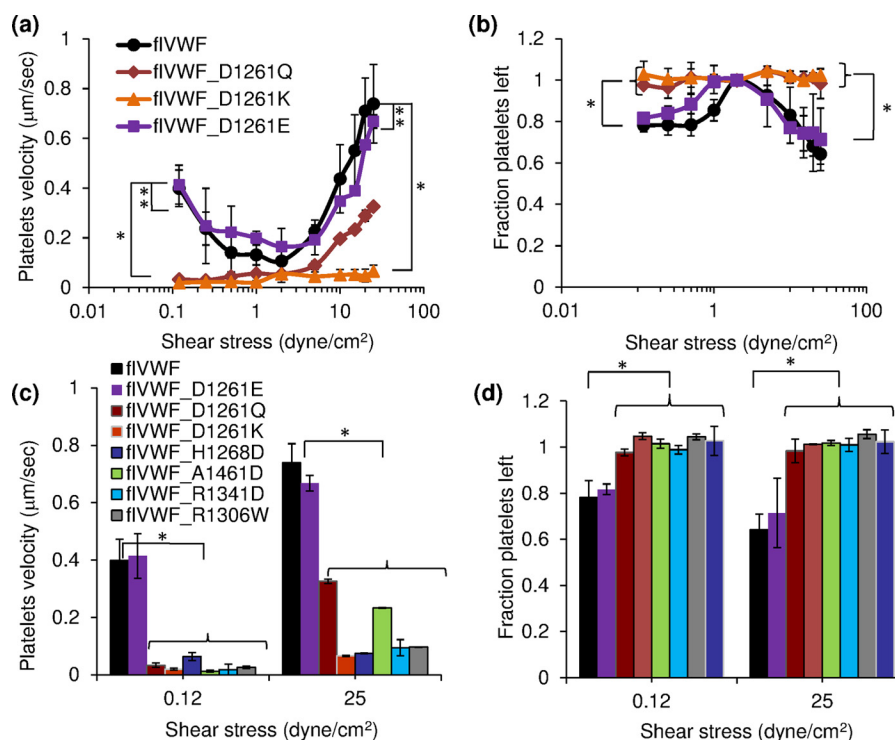 (a)
Platelets velocity (μm/sec)
1
0.8
0.6
0.4
0.2
0
flVWF
flVWF_D1261Q
flVWF_D1261K
flVWF_D1261E
*
**
**
*
0.01 0.1 1 10 100
Shear stress (dyne/cm²)
(b)
Fraction platelets left
1.2
1
0.8
0.6
0.4
0.2
0
*
*
0.01 1 100
Shear stress (dyne/cm²)
(c)
Platelets velocity (μm/sec)
1
0.8
0.6
0.4
0.2
0
flVWF
flVWF_D1261E
flVWF_D1261Q
flVWF_D1261K
flVWF_H1268D
flVWF_A1461D
flVWF_R1341D
flVWF_R1306W
*
*
0.12 25
Shear stress (dyne/cm²)
(d)
Fraction platelets left
1.2
1
0.8
0.6
0.4
0.2
0
*
*
0.12 25
Shear stress (dyne/cm²)